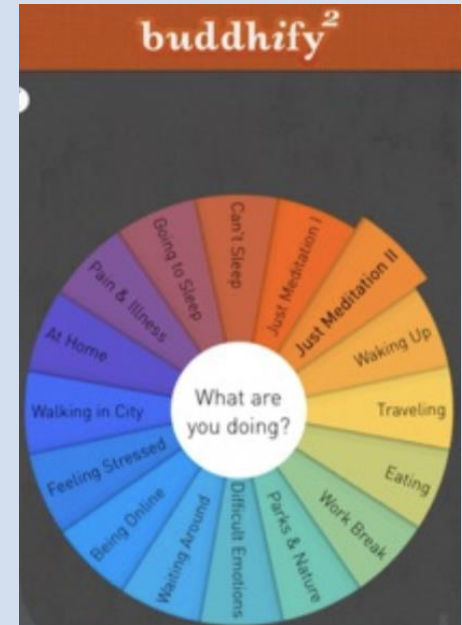 buddhify²
Can't Sleep
Just Meditation I
Just Meditation II
Waking Up
Traveling
Eating
Work Break
Parks & Nature
Difficult Emotions
Waiting Around
Being Online
Feeling Stressed
Walking in City
At Home
Pain & Illness
Going to Sleep
What are
you doing?